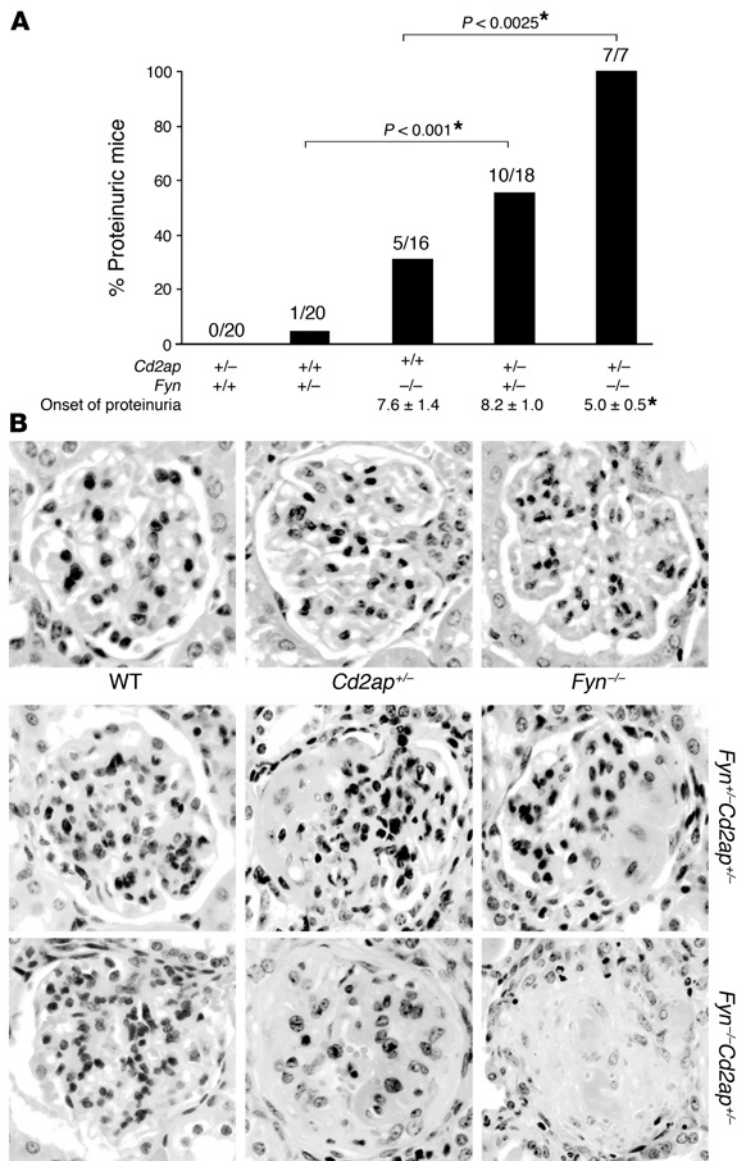 A
P < 0.0025*
7/7
100
P < 0.001*
80
10/18
60
% Proteinuric mice
40
5/16
20
1/20
0/20
0
Cd2ap +/– +/+ +/+ +/– +/–
Fyn +/+ +/– –/– +/– –/–
Onset of proteinuria 7.6 ± 1.4 8.2 ± 1.0 5.0 ± 0.5*
B
WT Cd2ap+/– Fyn–/–
Fyn+/–Cd2ap+/–
Fyn–/–Cd2ap+/–